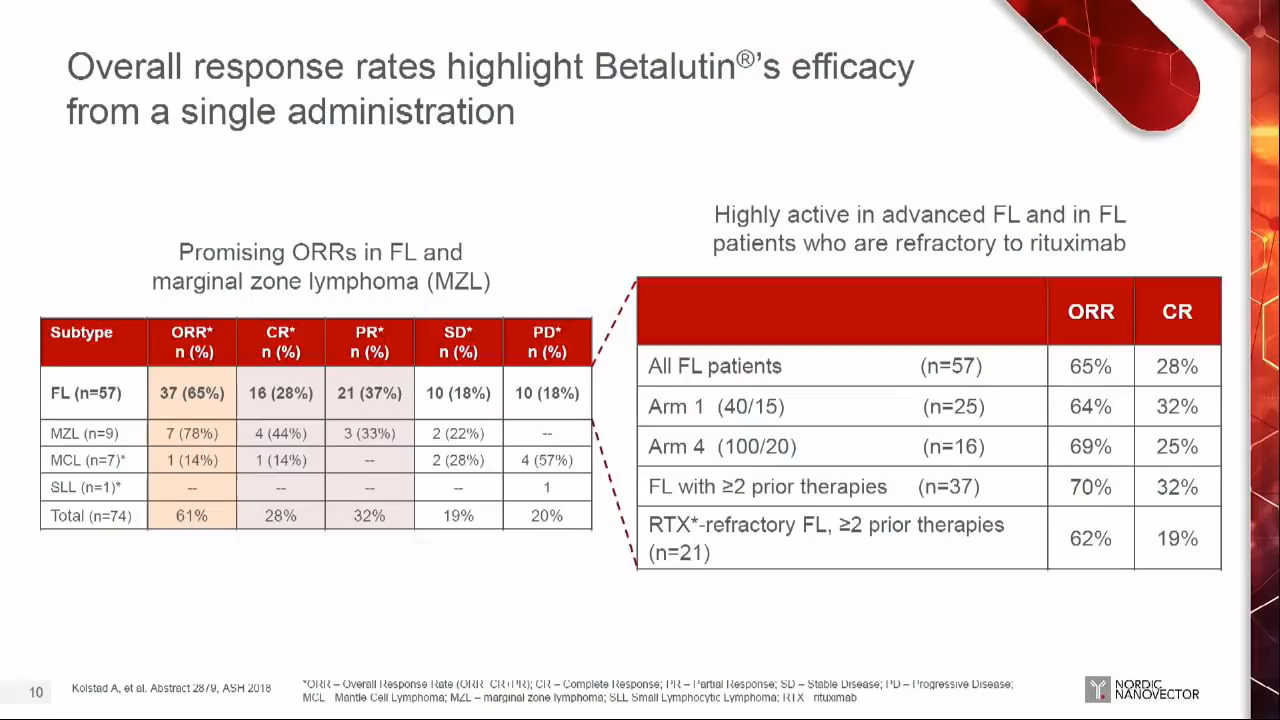 Overall response rates highlight Betalutin®'s efficacy
from a single administration
Promising ORRs in FL and
marginal zone lymphoma (MZL)
Subtype ORR* n (%) CR* n (%) PR* n (%) SD* n (%) PD* n (%)
FL (n=57) 37 (65%) 16 (28%) 21 (37%) 10 (18%) 10 (18%)
MZL (n=9) 7 (78%) 4 (44%) 3 (33%) 2 (22%) --
MCL (n=7)* 1 (14%) 1 (14%) -- 2 (28%) 4 (57%)
SLL (n=1)* -- -- -- -- 1
Total (n=74) 61% 28% 32% 19% 20%
Highly active in advanced FL and in FL
patients who are refractory to rituximab
ORR CR
All FL patients (n=57) 65% 28%
Arm 1 (40/15) (n=25) 64% 32%
Arm 4 (100/20) (n=16) 69% 25%
FL with ≥2 prior therapies (n=37) 70% 32%
RTX*-refractory FL, ≥2 prior therapies
(n=21) 62% 19%
10
Kolstad A, et al. Abstract 2879, ASH 2018
*ORR – Overall Response Rate (ORR CR+PR); CR – Complete Response; PR – Partial Response; SD – Stable Disease; PD – Progressive Disease;
MCL Mantle Cell Lymphoma; MZL – marginal zone lymphoma; SLL Small Lymphocytic Lymphoma; RTX rituximab
NORDIC
NANOVECTOR